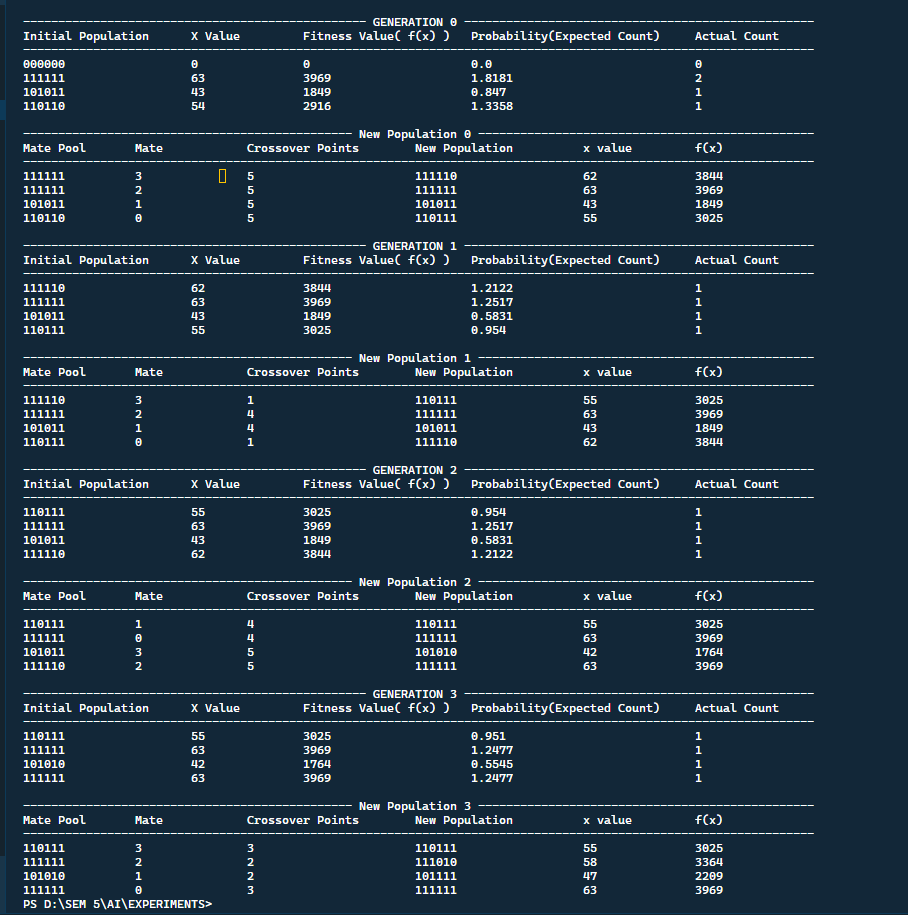 GENERATION 0
Initial Population X Value Fitness Value( f(x) ) Probability(Expected Count) Actual Count
000000 0 0 0.0 0
111111 63 3969 1.8181 2
101011 43 1849 0.847 1
110110 54 2916 1.3358 1
New Population 0
Mate Pool Mate Crossover Points New Population x value f(x)
111111 3 5 111110 62 3844
111111 2 5 111111 63 3969
101011 1 5 101011 43 1849
110110 0 5 110111 55 3025
GENERATION 1
Initial Population X Value Fitness Value( f(x) ) Probability(Expected Count) Actual Count
111110 62 3844 1.2122 1
111111 63 3969 1.2517 1
101011 43 1849 0.5831 1
110111 55 3025 0.954 1
New Population 1
Mate Pool Mate Crossover Points New Population x value f(x)
111110 3 1 110111 55 3025
111111 2 4 111111 63 3969
101011 1 4 101011 43 1849
110111 0 1 111110 62 3844
GENERATION 2
Initial Population X Value Fitness Value( f(x) ) Probability(Expected Count) Actual Count
110111 55 3025 0.954 1
111111 63 3969 1.2517 1
101011 43 1849 0.5831 1
111110 62 3844 1.2122 1
New Population 2
Mate Pool Mate Crossover Points New Population x value f(x)
110111 1 4 110111 55 3025
111111 0 4 111111 63 3969
101011 3 5 101010 42 1764
111110 2 5 111111 63 3969
GENERATION 3
Initial Population X Value Fitness Value( f(x) ) Probability(Expected Count) Actual Count
110111 55 3025 0.951 1
111111 63 3969 1.2477 1
101010 42 1764 0.5545 1
111111 63 3969 1.2477 1
New Population 3
Mate Pool Mate Crossover Points New Population x value f(x)
110111 3 3 110111 55 3025
111111 2 2 111010 58 3364
101010 1 2 101111 47 2209
111111 0 3 111111 63 3969
PS D:\SEM 5\AI\EXPERIMENTS>